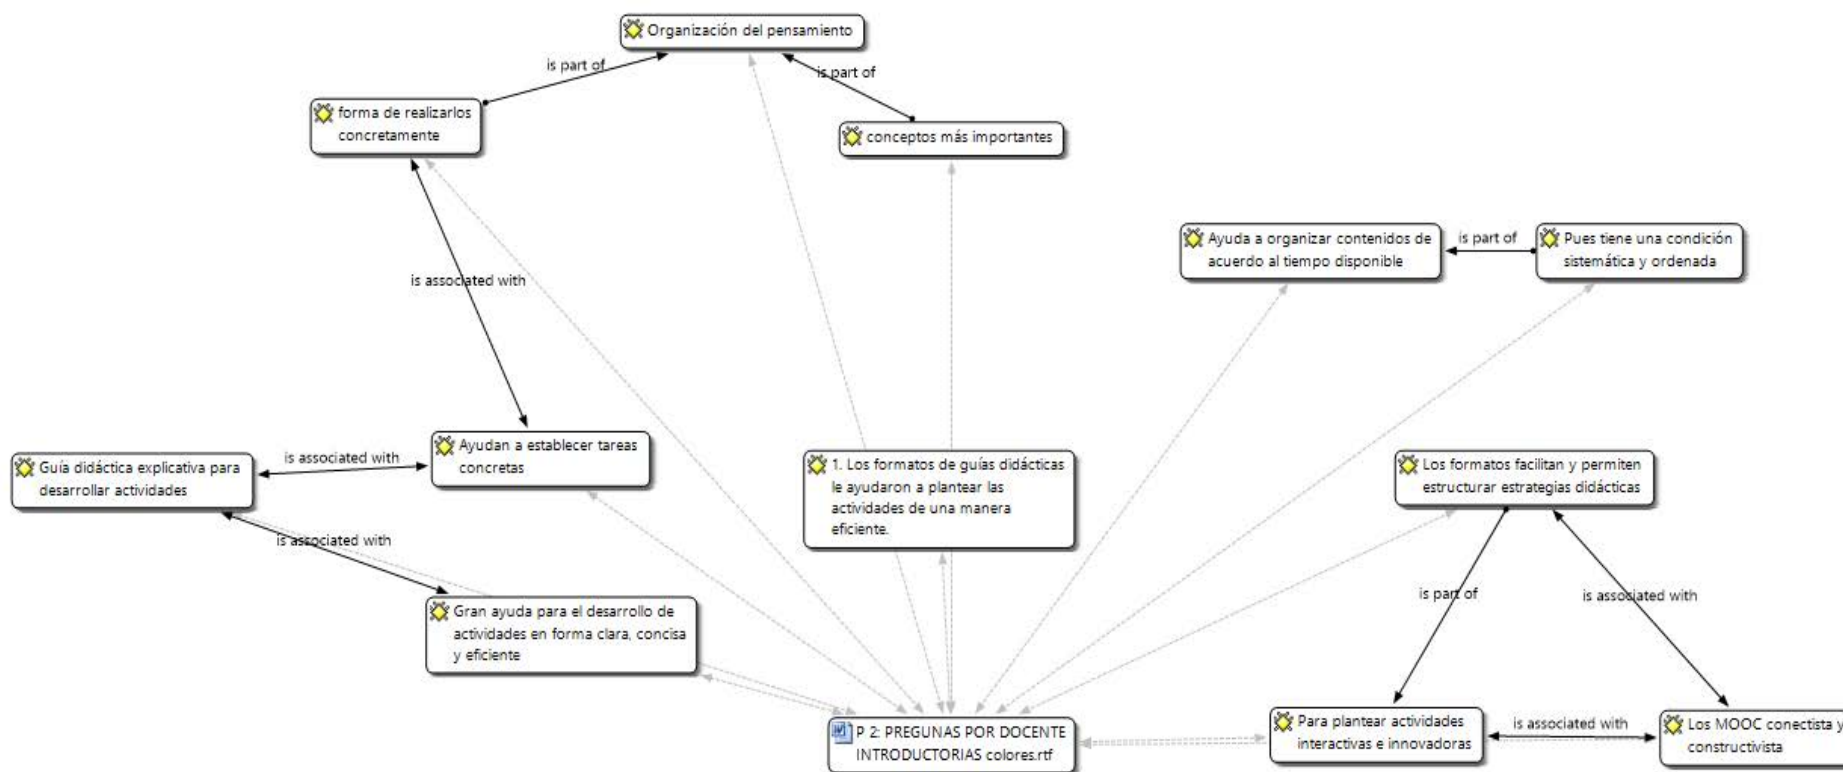 Organización del pensamiento
is part of
is part of
forma de realizarlos
concretamente
conceptos más importantes
Ayuda a organizar contenidos de
acuerdo al tiempo disponible
is part of
Pues tiene una condición
sistemática y ordenada
is associated with
Guía didáctica explicativa para
desarrollar actividades
is associated with
Ayudan a establecer tareas
concretas
1. Los formatos de guías didácticas
le ayudaron a plantear las
actividades de una manera
eficiente.
Los formatos facilitan y permiten
estructurar estrategias didácticas
is associated with
is part of
is associated with
Gran ayuda para el desarrollo de
actividades en forma clara, concisa
y eficiente
P 2: PREGUNAS POR DOCENTE
INTRODUCTORIAS colores.rtf
Para plantear actividades
interactivas e innovadoras
is associated with
Los MOOC conectista y
constructivista